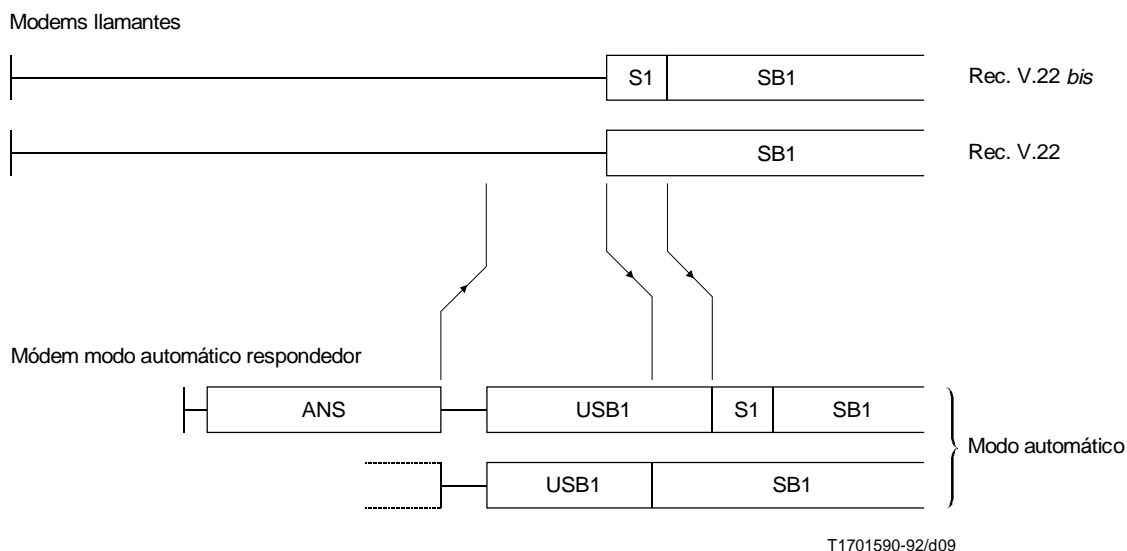 Modems llamantes
S1 SB1 Rec. V.22 bis
SB1 Rec. V.22
Módem modo automático respondedor
ANS USB1 S1 SB1
Modo automático
USB1 SB1
T1701590-92/d09